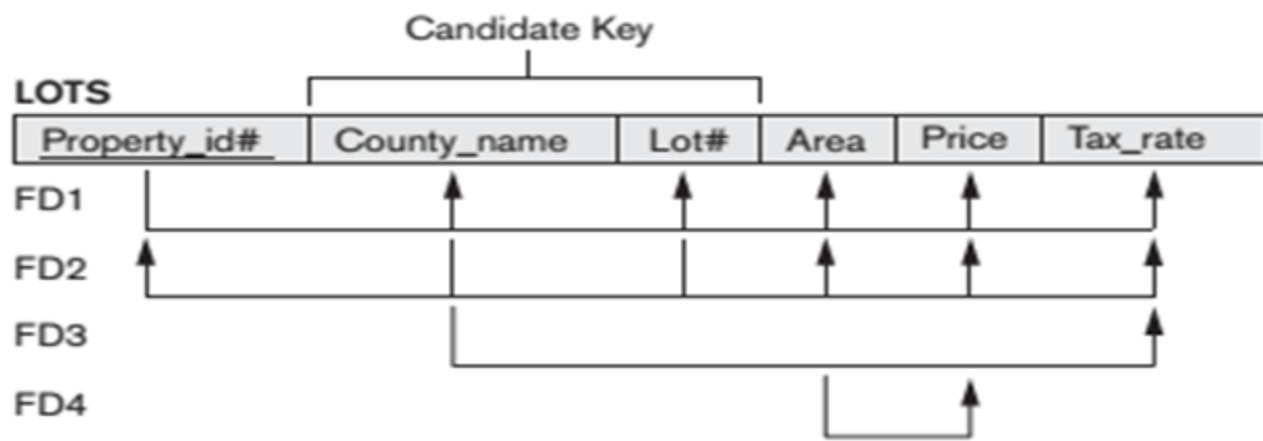 Candidate Key
LOTS
Property_id# County_name Lot# Area Price Tax_rate
FD1
FD2
FD3
FD4